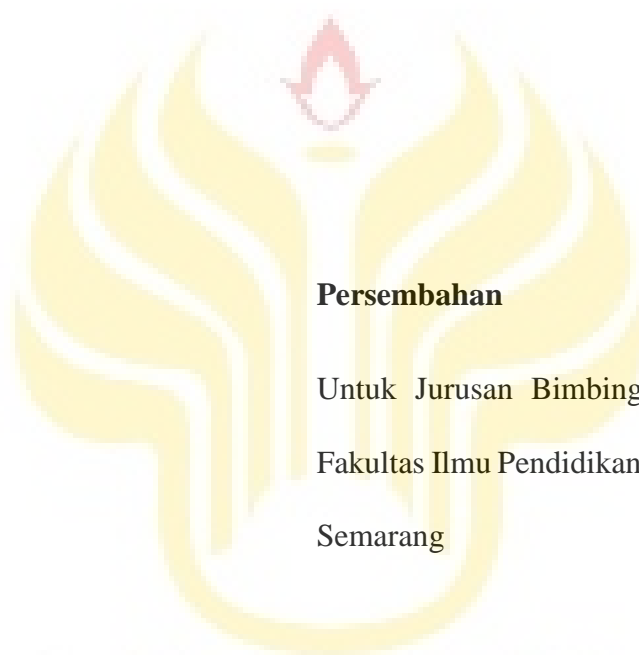 Persembahan
Untuk Jurusan Bimbing
Fakultas Ilmu Pendidikan
Semarang